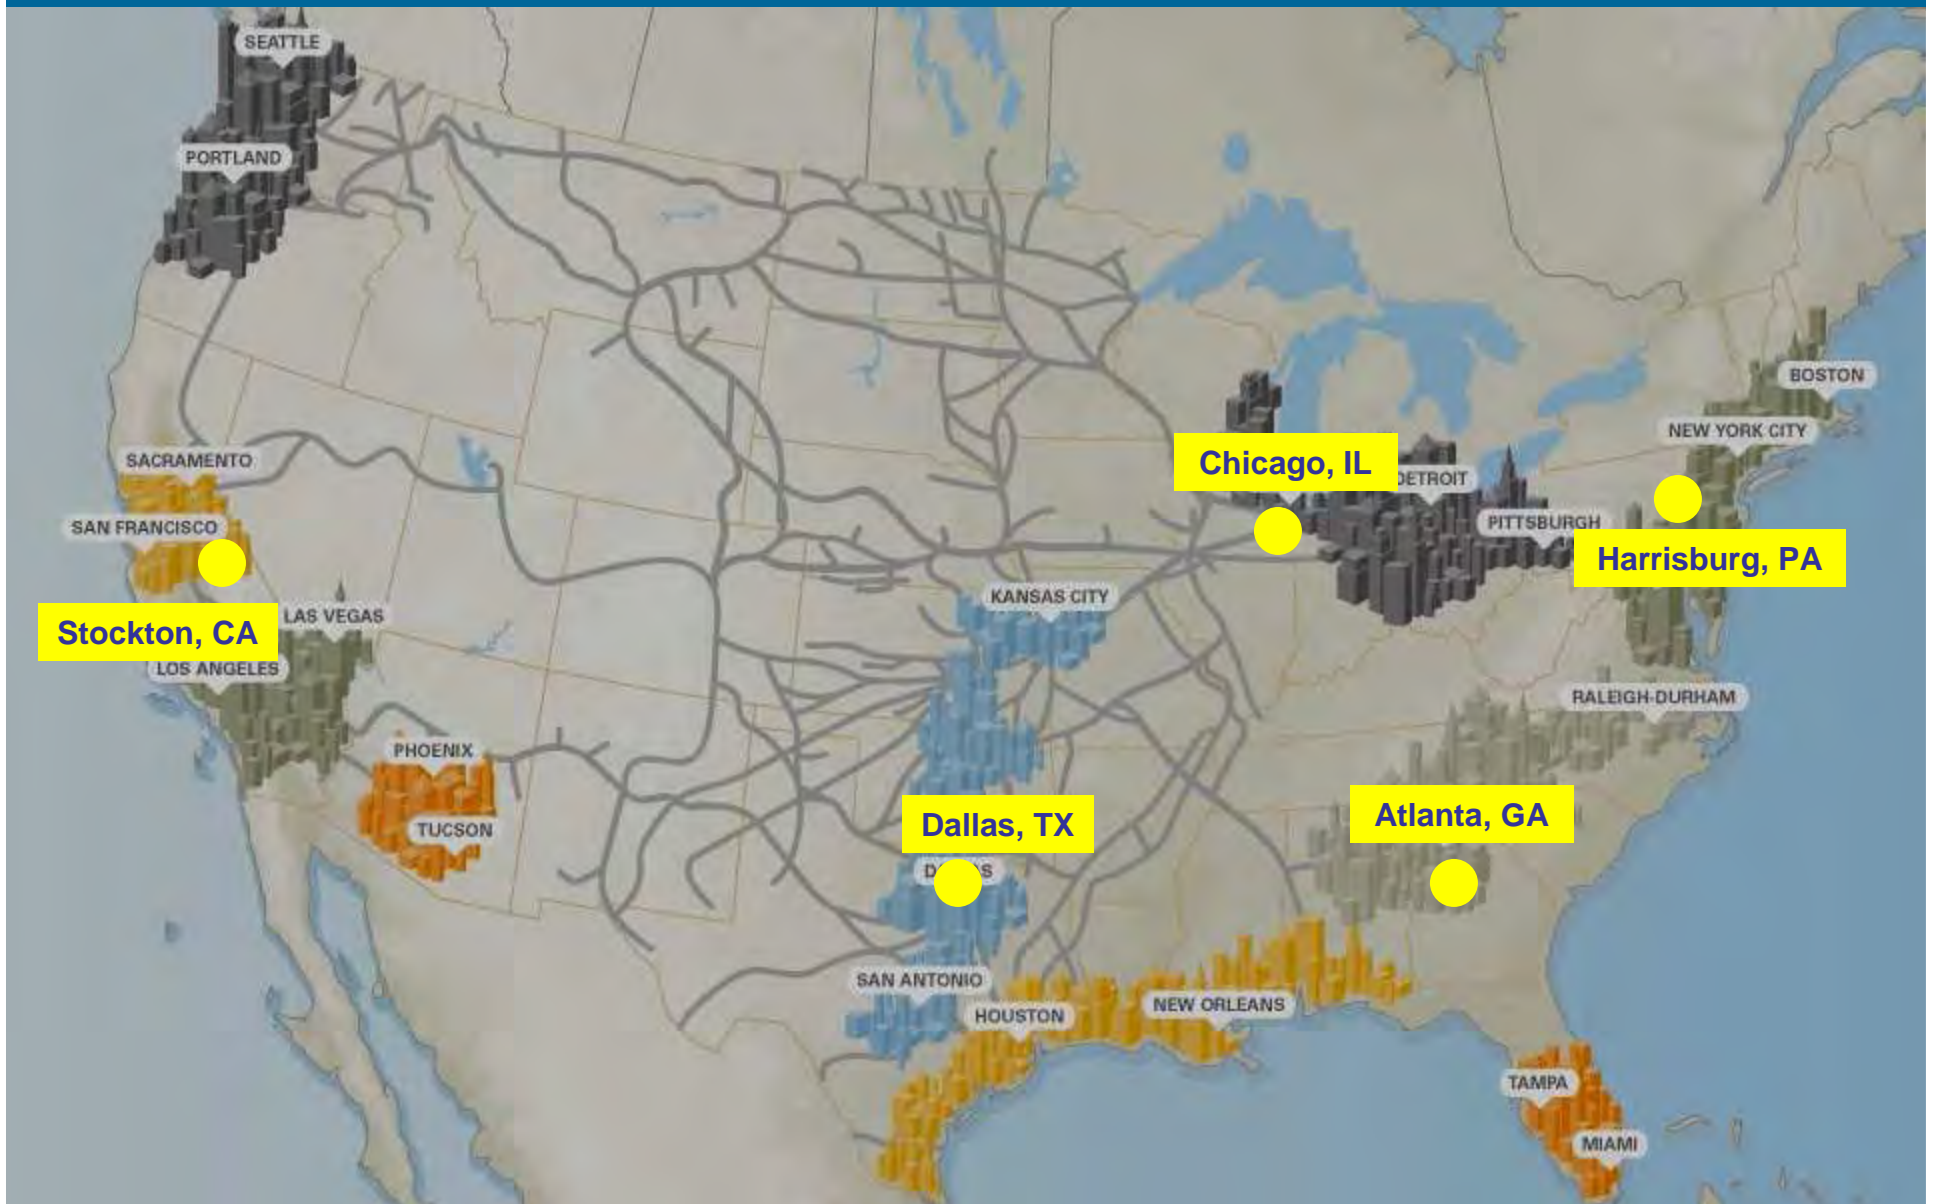 SEATTLE
PORTLAND
BOSTON
NEW YORK CITY
SACRAMENTO
Chicago, IL
DETROIT
SAN FRANCISCO
PITTSBURGH
Harrisburg, PA
KANSAS CITY
LAS VEGAS
Stockton, CA
LOS ANGELES
RALEIGH-DURHAM
PHOENIX
TUCSON
Dallas, TX
Atlanta, GA
SAN ANTONIO
NEW ORLEANS
HOUSTON
TAMPA
MIAMI